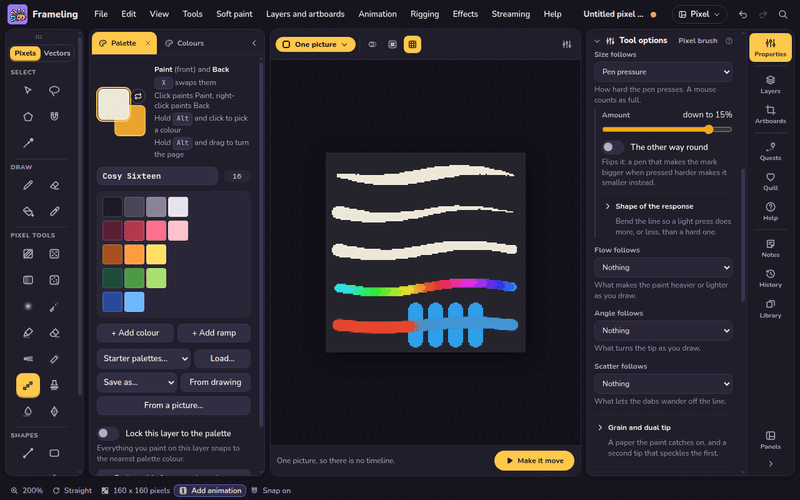 Frameling
File
Edit
View
Tools
Soft paint
Layers and artboards
Animation
Rigging
Effects
Streaming
Help
Untitled pixel ...
Pixel
Pixels
Vectors
SELECT
DRAW
PIXEL TOOLS
SHAPES
Palette
Colours
Paint (front) and Back
X swaps them
Click paints Paint, right-
click paints Back
Hold Alt and click to pick
a colour
Hold Alt and drag to turn
the page
Cosy Sixteen
16
+ Add colour
+ Add ramp
Starter palettes...
Load...
Save as...
From drawing
From a picture...
Lock this layer to the palette
Everything you paint on this layer snaps to
the nearest palette colour.
One picture
One picture, so there is no timeline.
Make it move
Tool options
Pixel brush
Size follows
Pen pressure
How hard the pen presses. A mouse
counts as full.
Amount
down to 15%
The other way round
Flips it: a pen that makes the mark
bigger when pressed harder makes it
smaller instead.
Shape of the response
Bend the line so a light press does
more, or less, than a hard one.
Flow follows
Nothing
What makes the paint heavier or lighter
as you draw.
Angle follows
Nothing
What turns the tip as you draw.
Scatter follows
Nothing
What lets the dabs wander off the line.
Grain and dual tip
A paper the paint catches on, and a
second tip that speckles the first.
Properties
Layers
Artboards
Quests
Quill
Help
Notes
History
Library
Panels
200%
Straight
160 x 160 pixels
Add animation
Snap on